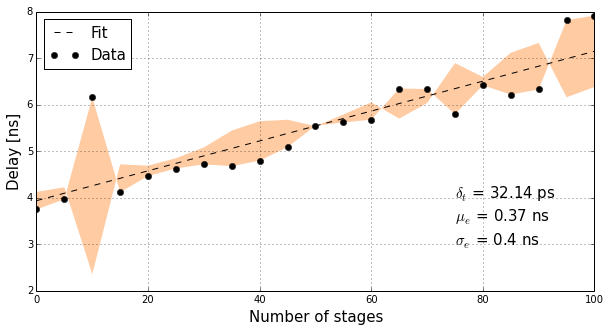 Delay [ns]
8
7
6
5
4
3
2
Fit
Data
δₜ = 32.14 ps
μₑ = 0.37 ns
σₑ = 0.4 ns
0 20 40 60 80 100
Number of stages